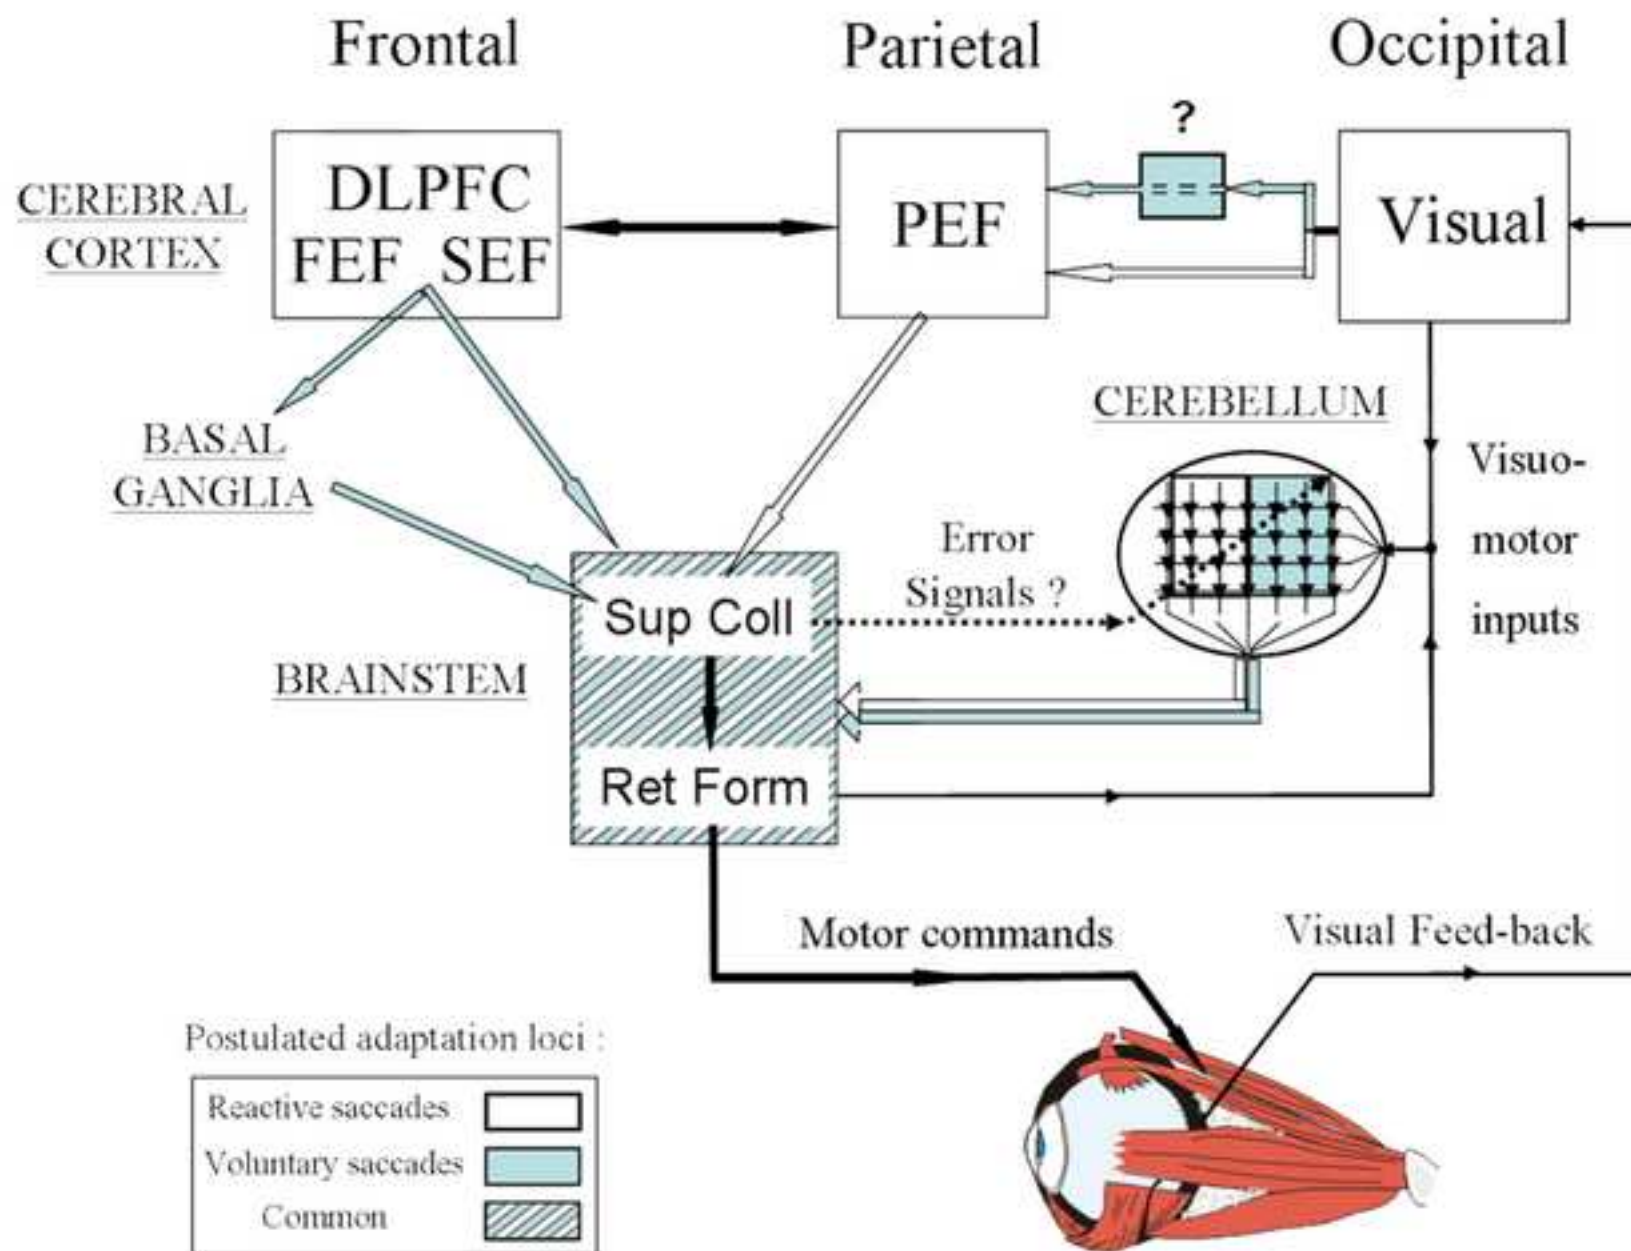 Frontal
Parietal
Occipital
?
CEREBRAL
CORTEX
DLPFC
FEF SEF
PEF
Visual
BASAL
GANGLIA
CEREBELLUM
Visuo-
motor
inputs
Error
Signals ?
Sup Coll
BRAINSTEM
Ret Form
Motor commands
Visual Feed-back
Postulated adaptation loci :
Reactive saccades
Voluntary saccades
Common